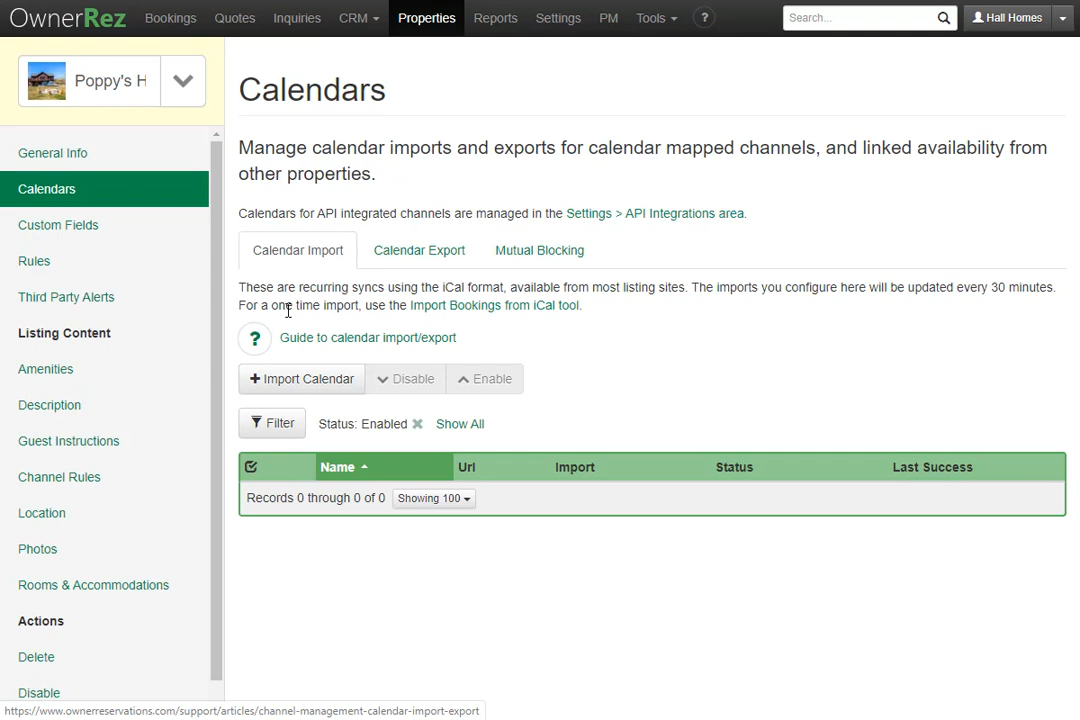 OwnerRez Bookings Quotes Inquiries CRM Properties Reports Settings PM Tools ? Search... Hall Homes
Poppy's H
General Info
Calendars
Custom Fields
Rules
Third Party Alerts
Listing Content
Amenities
Description
Guest Instructions
Channel Rules
Location
Photos
Rooms & Accommodations
Actions
Delete
Disable
Calendars
Manage calendar imports and exports for calendar mapped channels, and linked availability from
other properties.
Calendars for API integrated channels are managed in the Settings > API Integrations area.
Calendar Import Calendar Export Mutual Blocking
These are recurring syncs using the iCal format, available from most listing sites. The imports you configure here will be updated every 30 minutes.
For a one time import, use the Import Bookings from iCal tool.
? Guide to calendar import/export
+ Import Calendar Disable Enable
Filter Status: Enabled Show All
Name Url Import Status Last Success
Records 0 through 0 of 0 Showing 100
https://www.ownerreservations.com/support/articles/channel-management-calendar-import-export